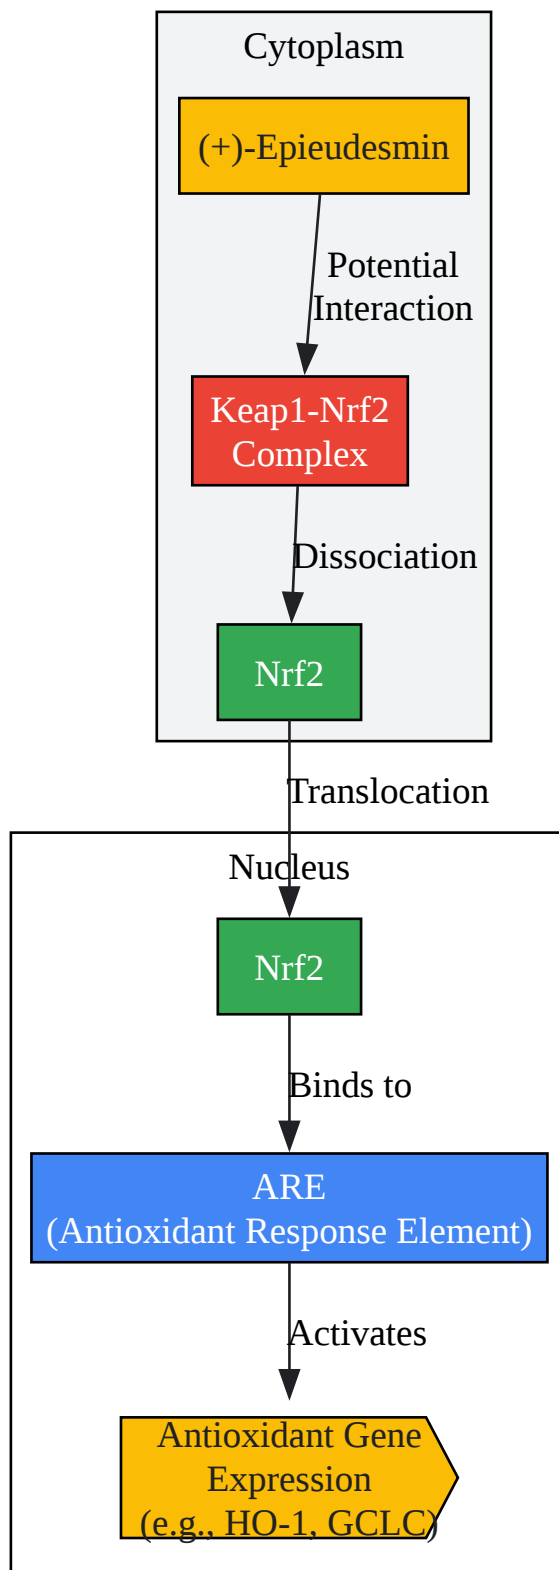 Cytoplasm
(+)-Epieudesmin
Potential
Interaction
Keap1-Nrf2
Complex
Dissociation
Nrf2
Translocation
Nucleus
Nrf2
Binds to
ARE
(Antioxidant Response Element)
Activates
Antioxidant Gene
Expression
(e.g., HO-1, GCLC)